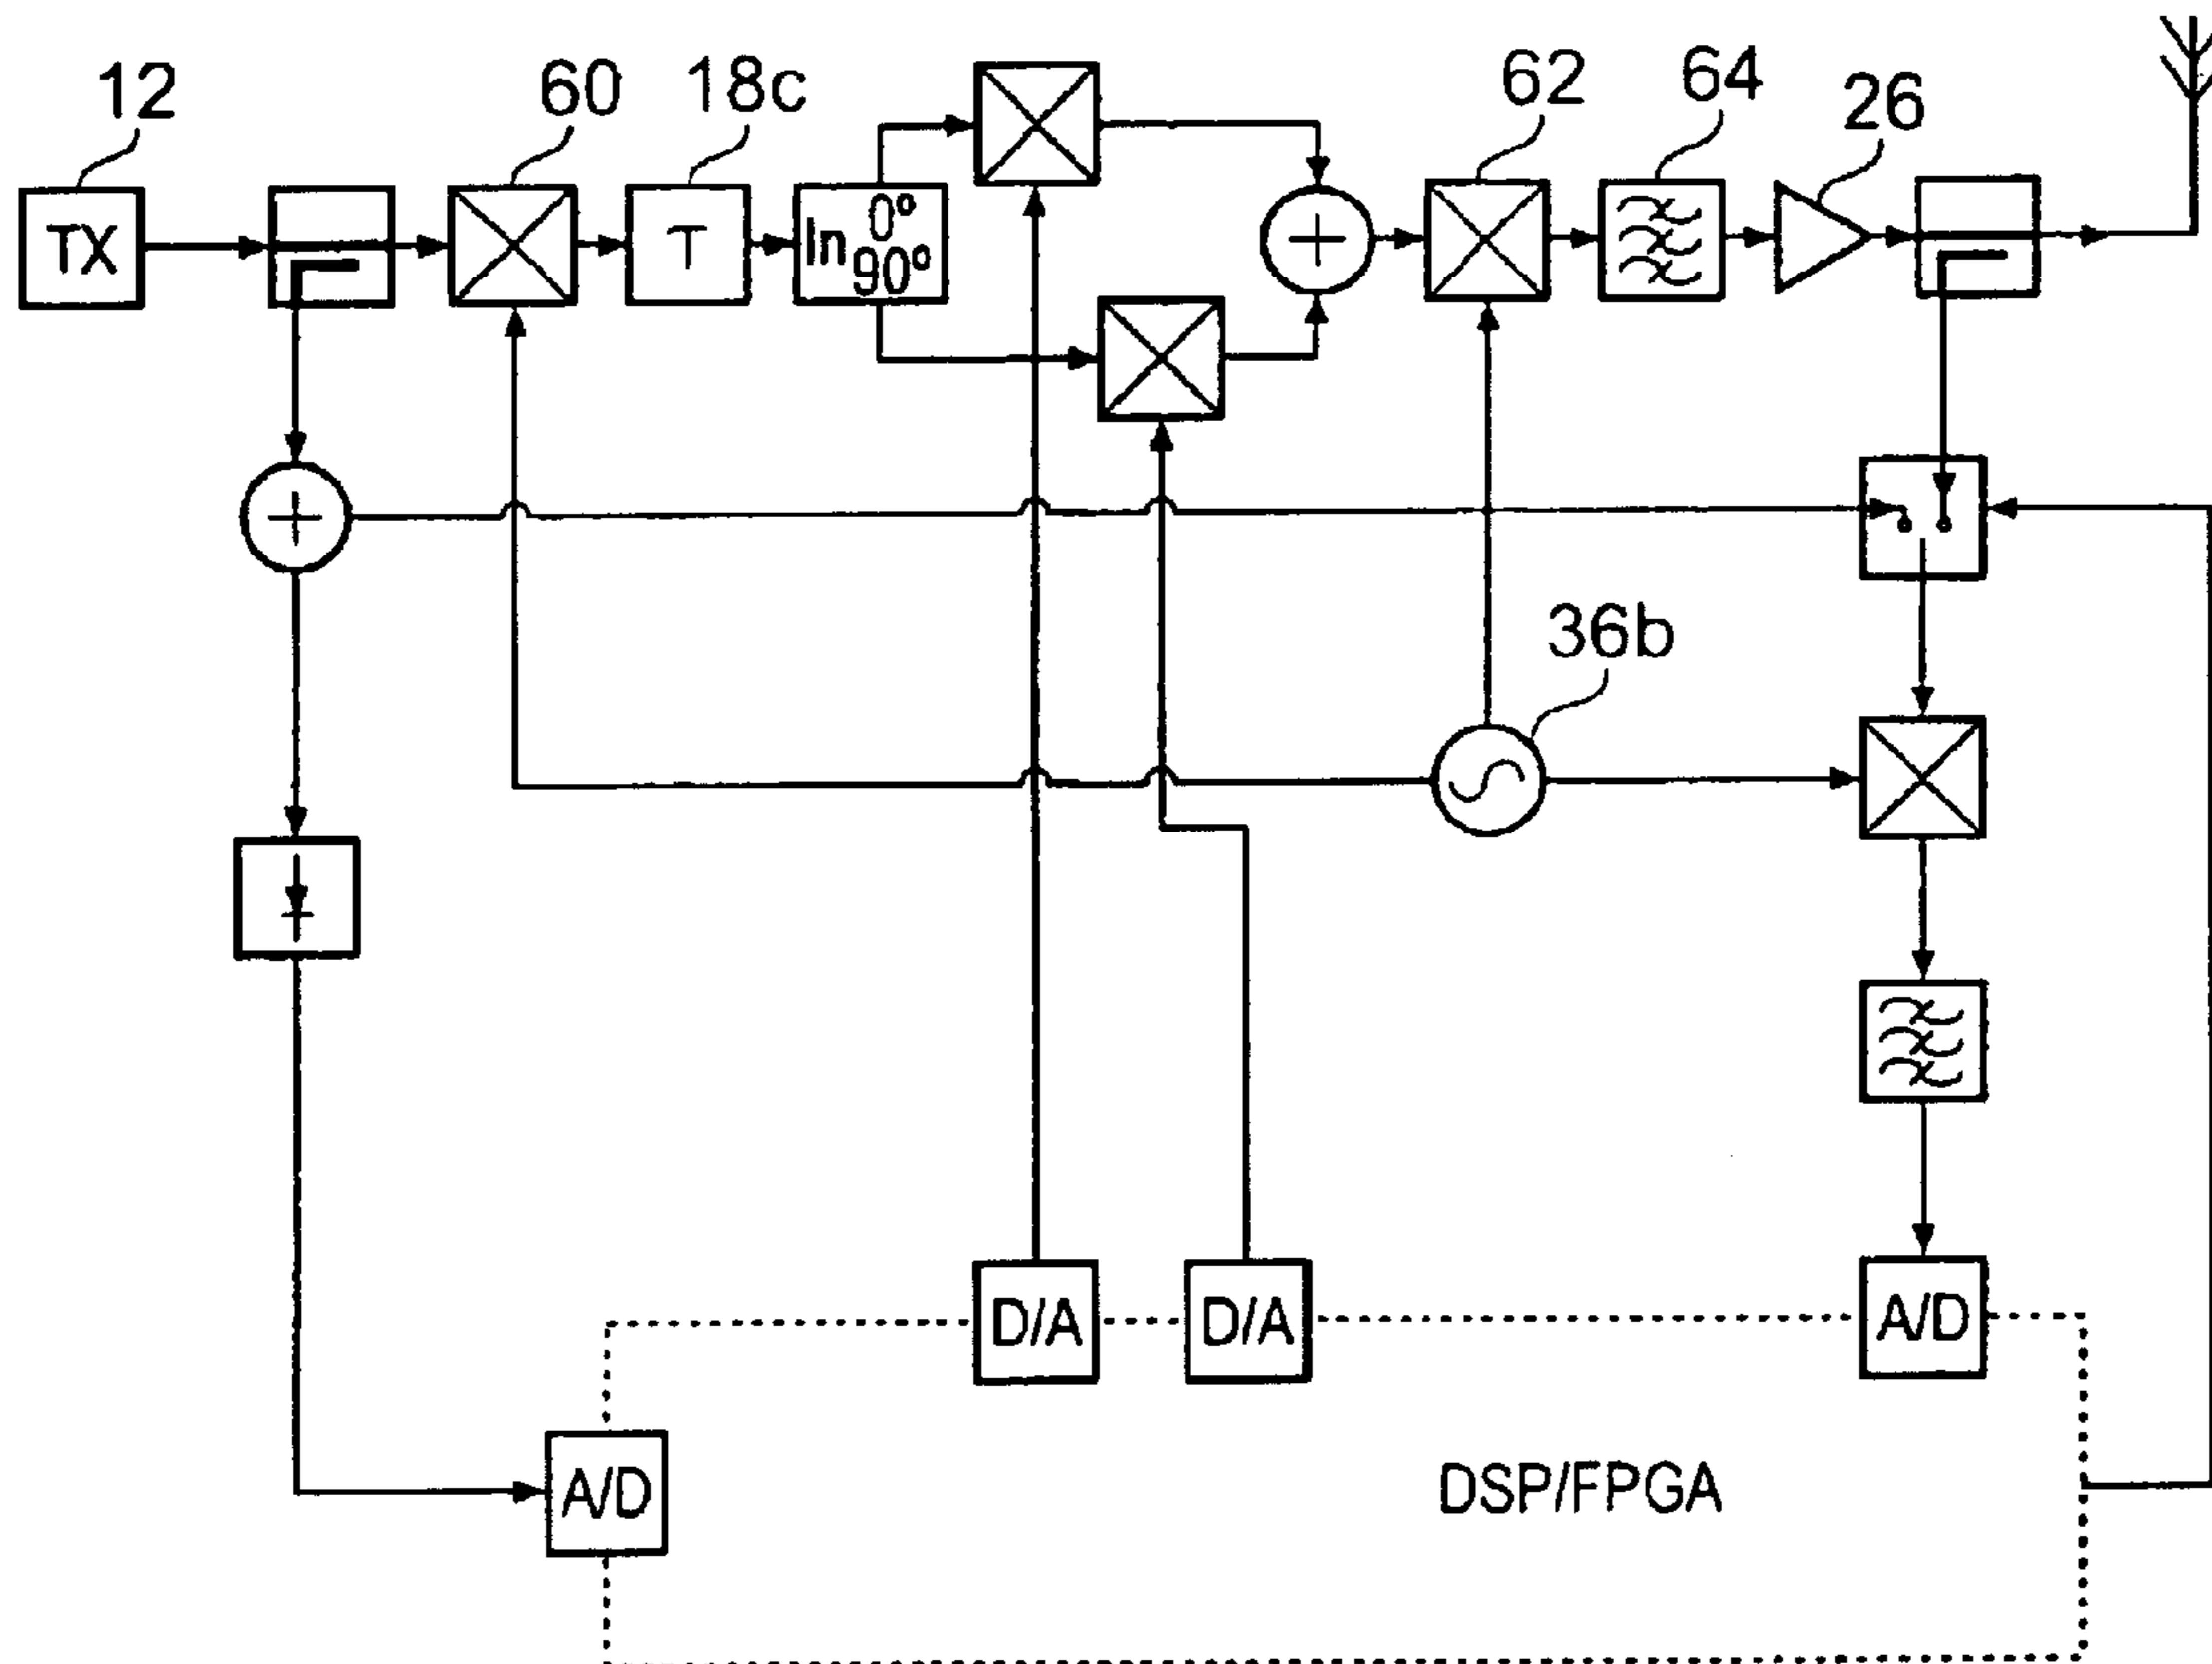 12
60
18c
62
64
26
TX
T
In
0°
90°
36b
D/A
D/A
A/D
A/D
DSP/FPGA